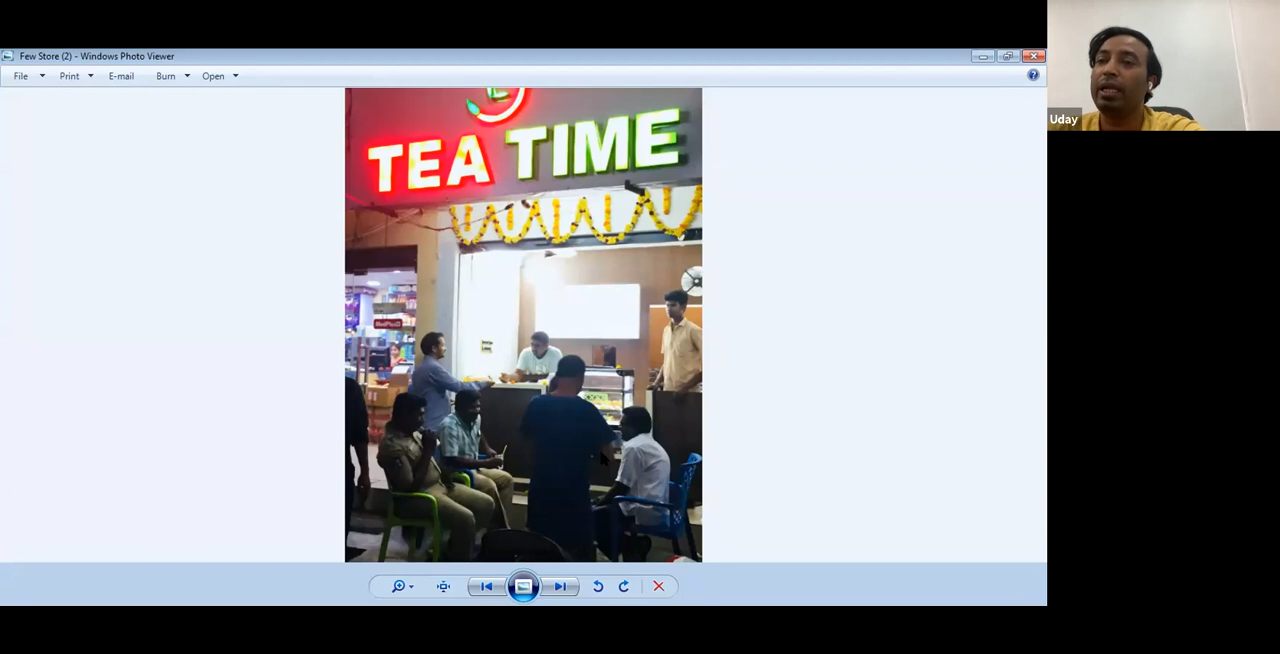 Few Store (2) - Windows Photo Viewer
File Print E-mail Burn Open
Uday
TEA TIME